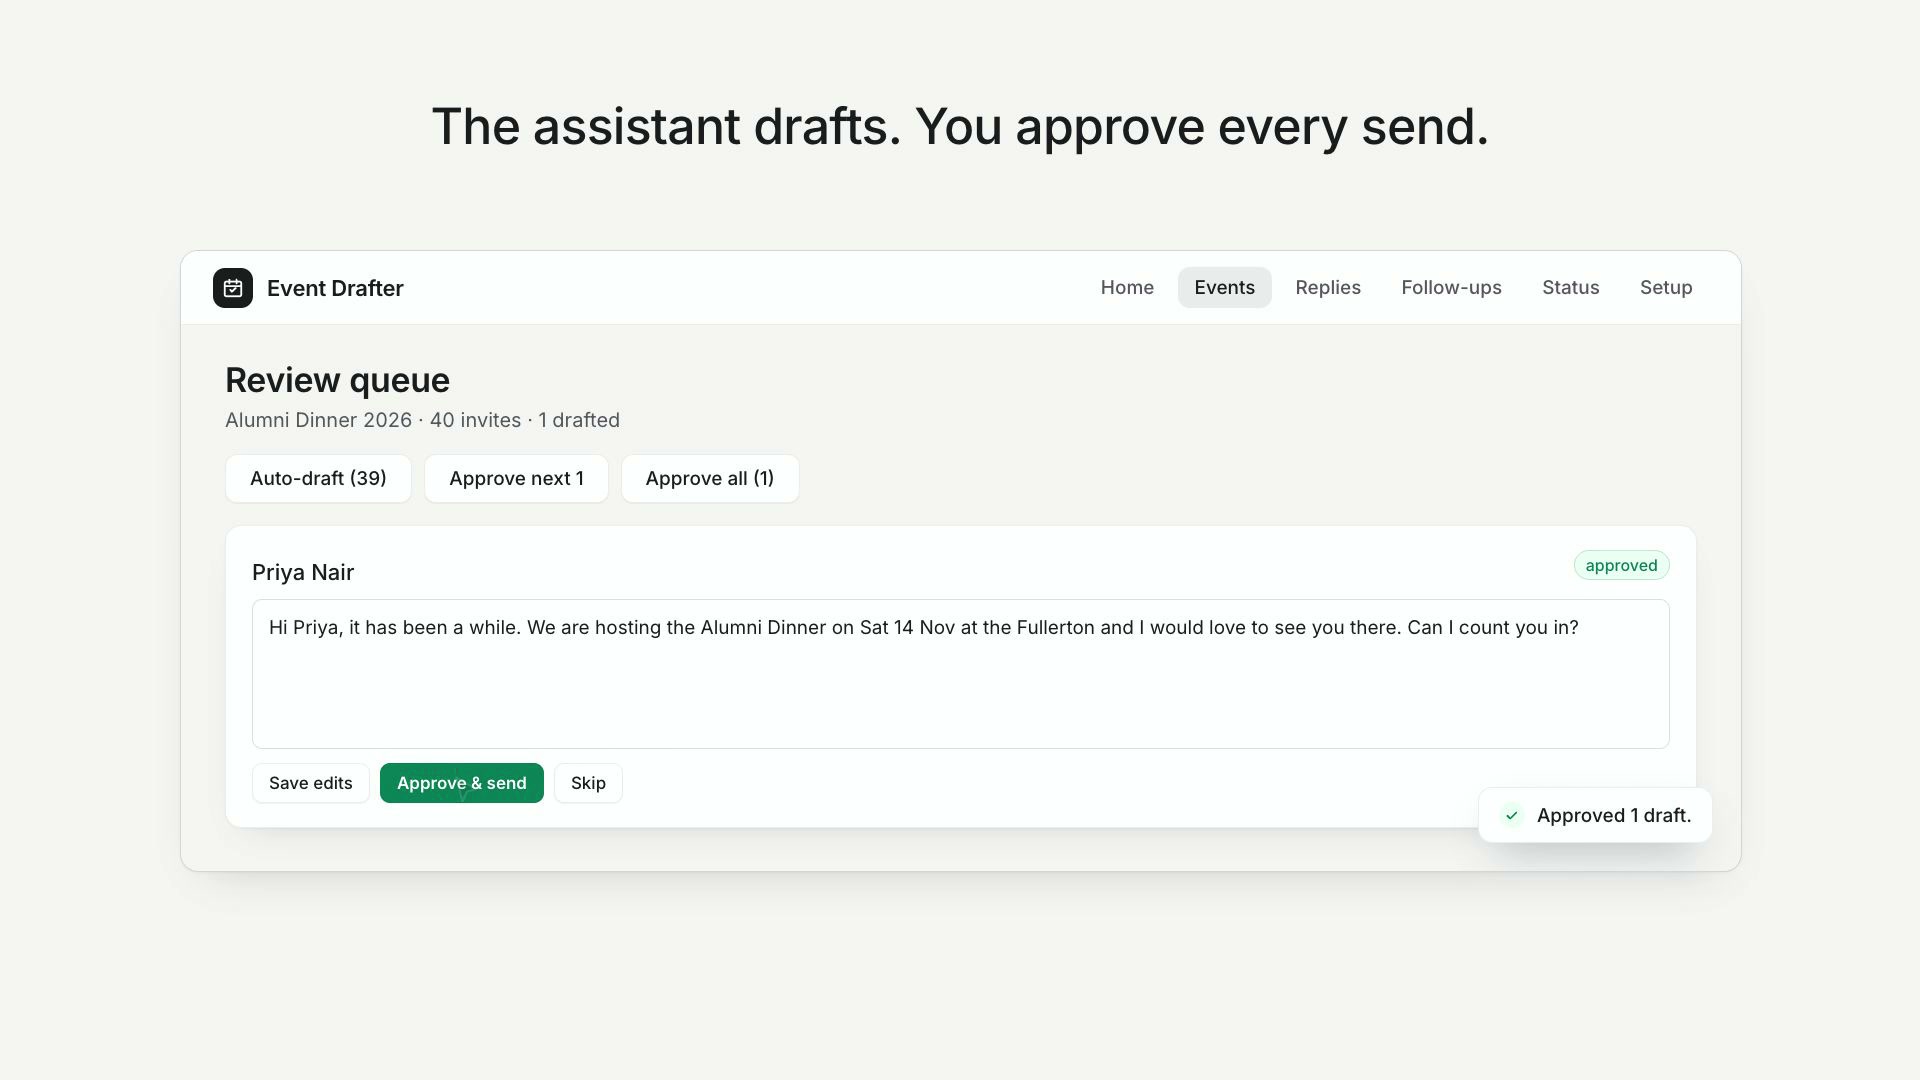 The assistant drafts. You approve every send.
Event Drafter
Home Events Replies Follow-ups Status Setup
Review queue
Alumni Dinner 2026 · 40 invites · 1 drafted
Auto-draft (39) Approve next 1 Approve all (1)
Priya Nair
approved
Hi Priya, it has been a while. We are hosting the Alumni Dinner on Sat 14 Nov at the Fullerton and I would love to see you there. Can I count you in?
Save edits Approve & send Skip
Approved 1 draft.